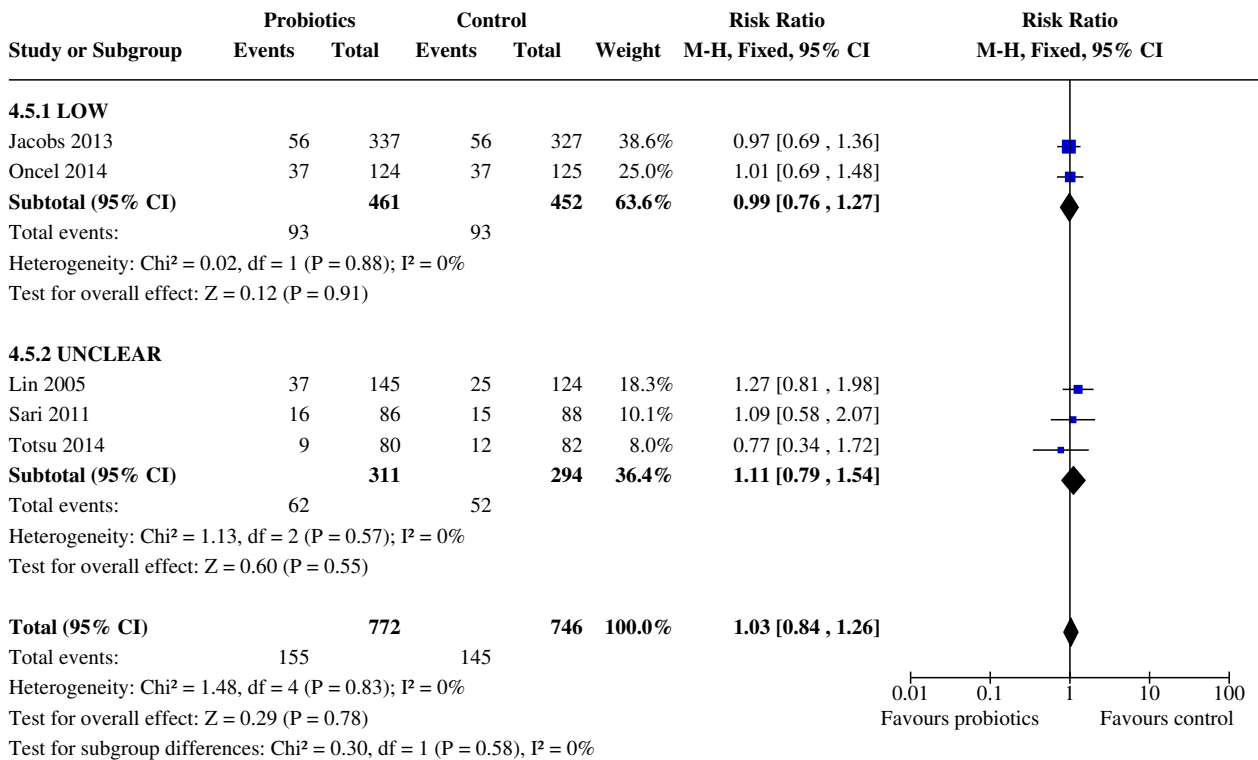 Probiotics Control Risk Ratio Risk Ratio
Study or Subgroup Events Total Events Total Weight M-H, Fixed, 95% CI M-H, Fixed, 95% CI
4.5.1 LOW
Jacobs 2013 56 337 56 327 38.6% 0.97 [0.69 , 1.36]
Oncel 2014 37 124 37 125 25.0% 1.01 [0.69 , 1.48]
Subtotal (95% CI) 461 452 63.6% 0.99 [0.76 , 1.27]
Total events: 93 93
Heterogeneity: Chi² = 0.02, df = 1 (P = 0.88); I² = 0%
Test for overall effect: Z = 0.12 (P = 0.91)
4.5.2 UNCLEAR
Lin 2005 37 145 25 124 18.3% 1.27 [0.81 , 1.98]
Sari 2011 16 86 15 88 10.1% 1.09 [0.58 , 2.07]
Totsu 2014 9 80 12 82 8.0% 0.77 [0.34 , 1.72]
Subtotal (95% CI) 311 294 36.4% 1.11 [0.79 , 1.54]
Total events: 62 52
Heterogeneity: Chi² = 1.13, df = 2 (P = 0.57); I² = 0%
Test for overall effect: Z = 0.60 (P = 0.55)
Total (95% CI) 772 746 100.0% 1.03 [0.84 , 1.26]
Total events: 155 145
Heterogeneity: Chi² = 1.48, df = 4 (P = 0.83); I² = 0%
0.01 0.1 1 10 100
Test for overall effect: Z = 0.29 (P = 0.78) Favours probiotics Favours control
Test for subgroup differences: Chi² = 0.30, df = 1 (P = 0.58), I² = 0%